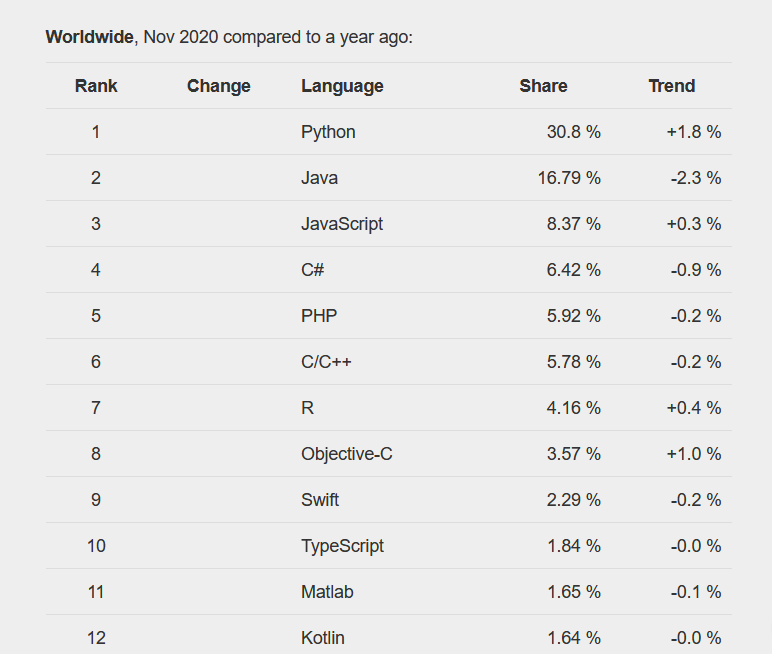 Worldwide, Nov 2020 compared to a year ago:
Rank Change Language Share Trend
1 Python 30.8 % +1.8 %
2 Java 16.79 % -2.3 %
3 JavaScript 8.37 % +0.3 %
4 C# 6.42 % -0.9 %
5 PHP 5.92 % -0.2 %
6 C/C++ 5.78 % -0.2 %
7 R 4.16 % +0.4 %
8 Objective-C 3.57 % +1.0 %
9 Swift 2.29 % -0.2 %
10 TypeScript 1.84 % -0.0 %
11 Matlab 1.65 % -0.1 %
12 Kotlin 1.64 % -0.0 %